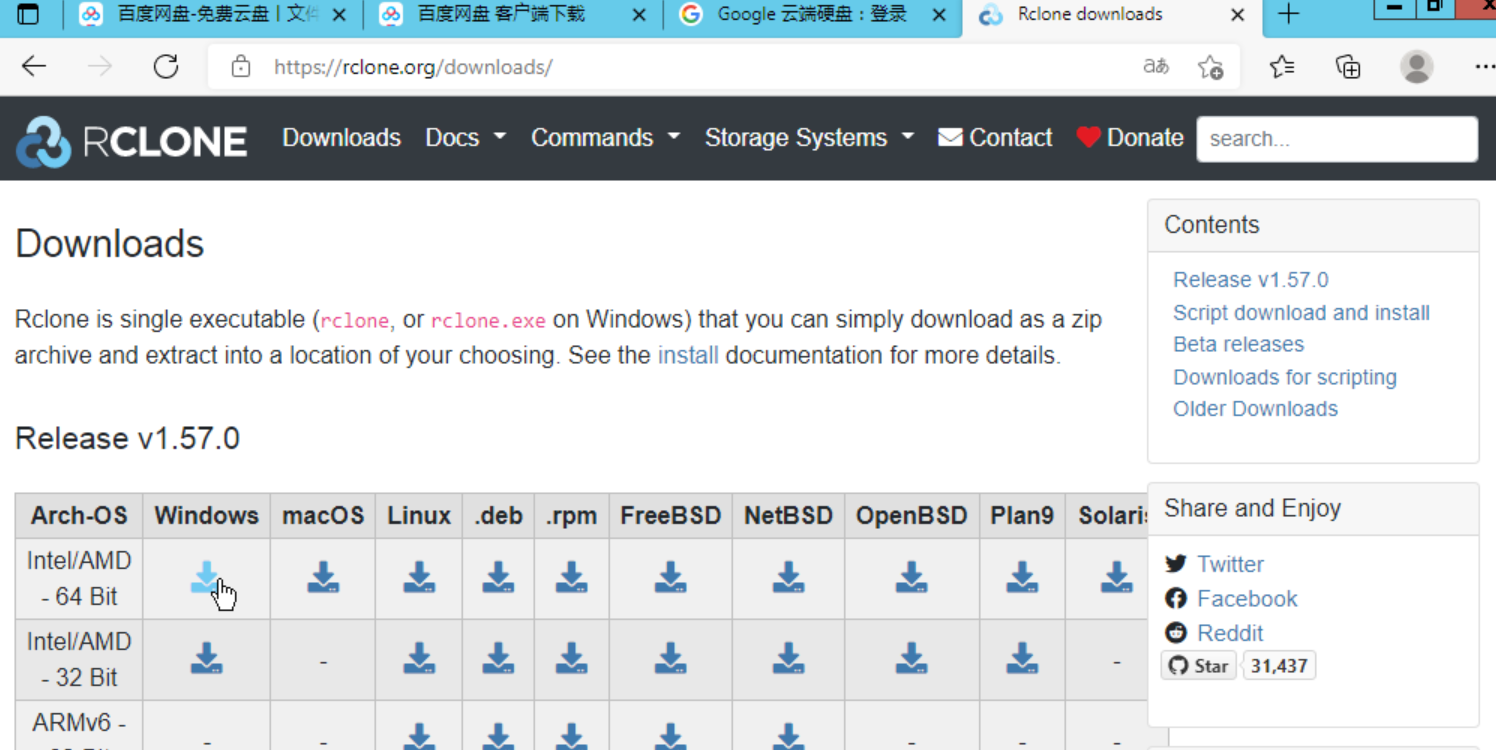 百度网盘-免费云盘丨文件
百度网盘 客户端下载
Google 云端硬盘：登录
Rclone downloads
https://rclone.org/downloads/
RCLONE
Downloads
Docs
Commands
Storage Systems
Contact
Donate
search...
Downloads
Rclone is single executable (rclone, or rclone.exe on Windows) that you can simply download as a zip
archive and extract into a location of your choosing. See the install documentation for more details.
Release v1.57.0
Arch-OS Windows macOS Linux .deb .rpm FreeBSD NetBSD OpenBSD Plan9 Solaris
Intel/AMD
- 64 Bit
Intel/AMD
- 32 Bit
- -
ARMv6 -
- - - - -
Contents
Release v1.57.0
Script download and install
Beta releases
Downloads for scripting
Older Downloads
Share and Enjoy
Twitter
Facebook
Reddit
Star 31,437